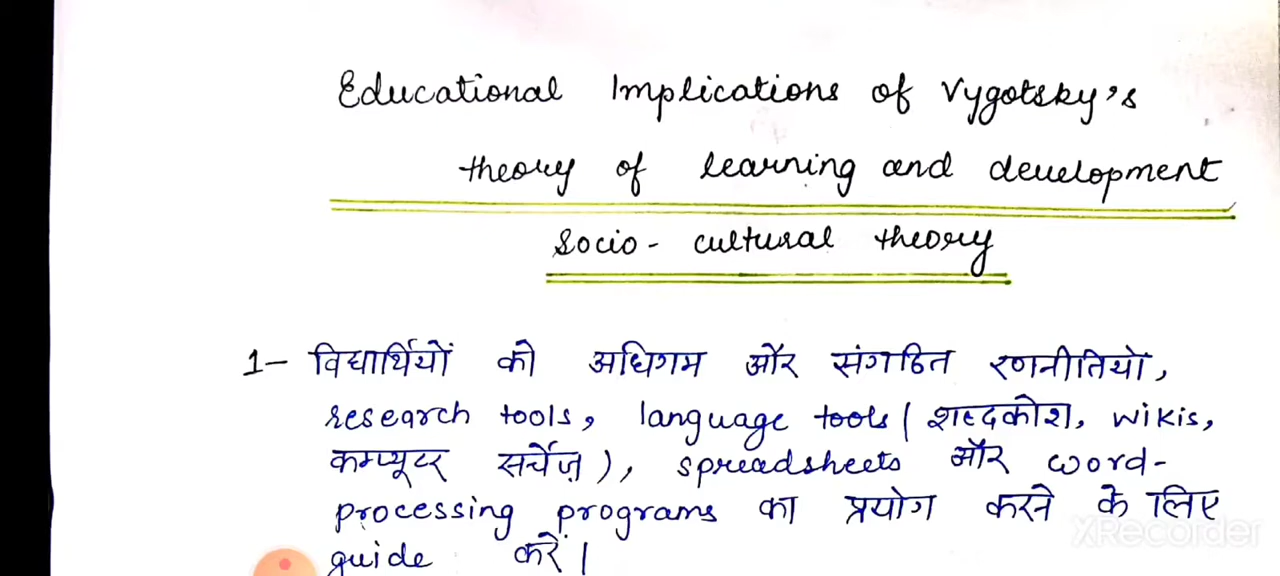 Educational Implications of Vygotsky's
theory of learning and development
Socio-cultural theory
1- विद्यार्थियों को अधिगम और संगठित रणनीतियो,
research tools, language tools (शब्दकोश, wikis,
कम्प्यूटर सर्चेज़), spreadsheets और word-
processing programs का प्रयोग करने के लिए
guide करें।
XRecorder